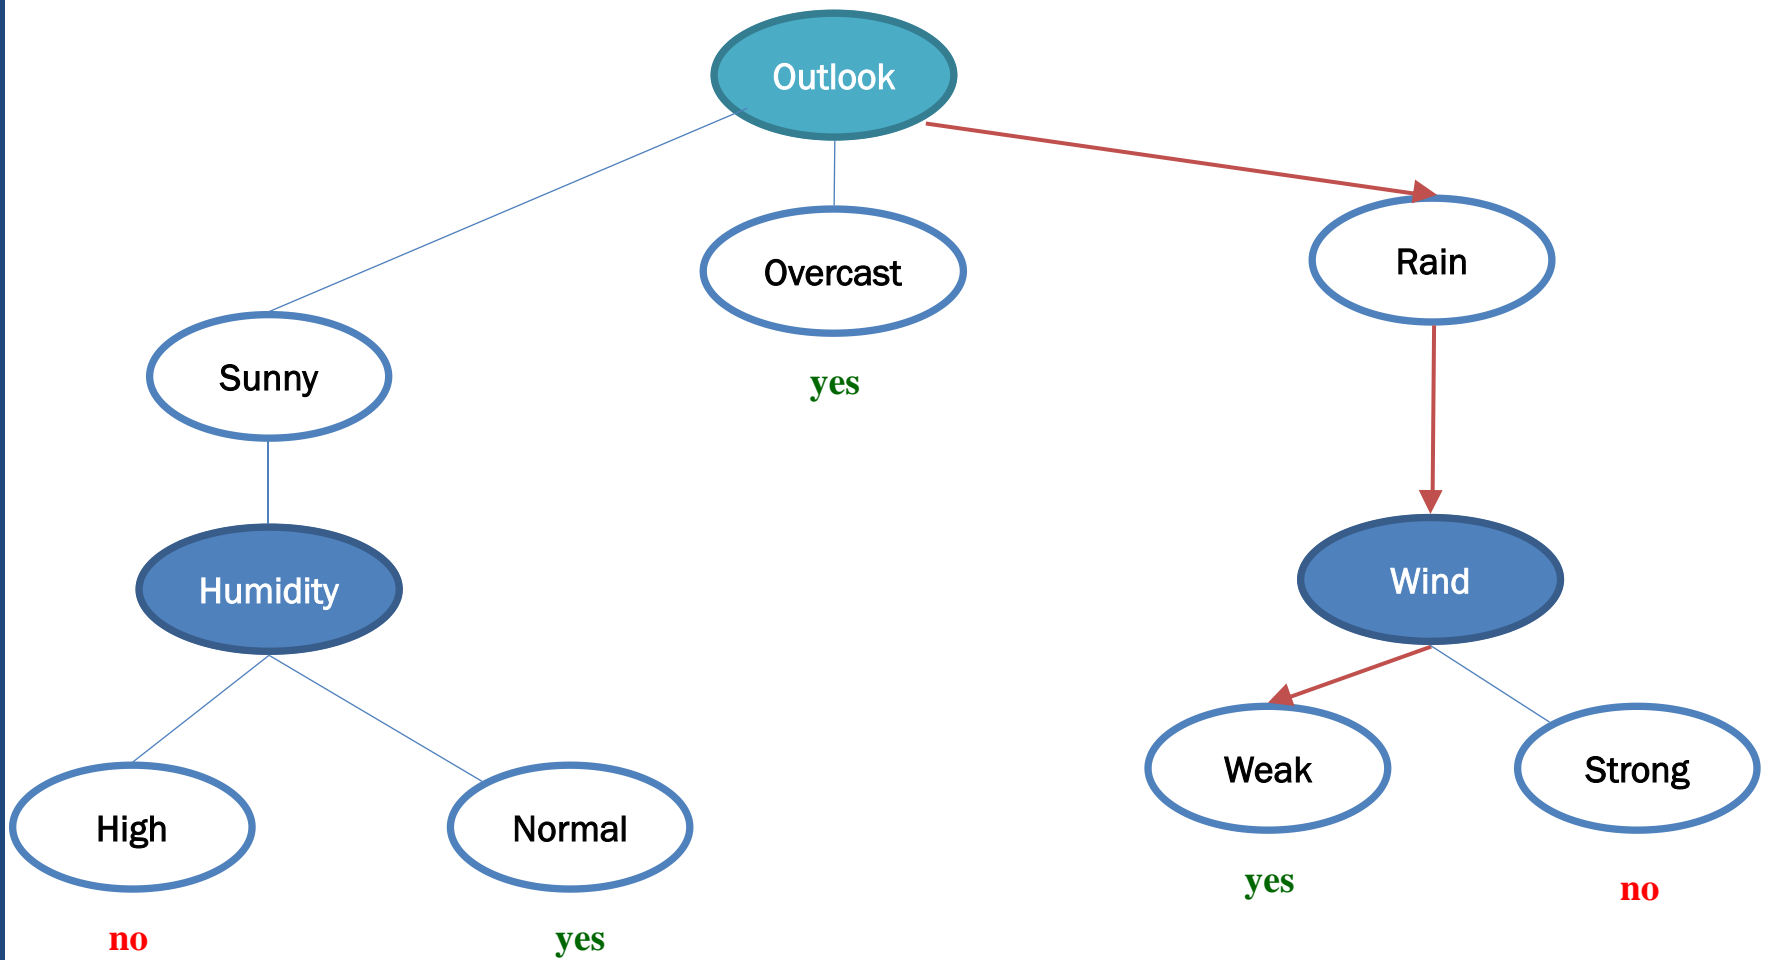 Outlook
Overcast
Rain
Sunny
yes
Humidity
Wind
High
Normal
Weak
Strong
yes
no
no
yes